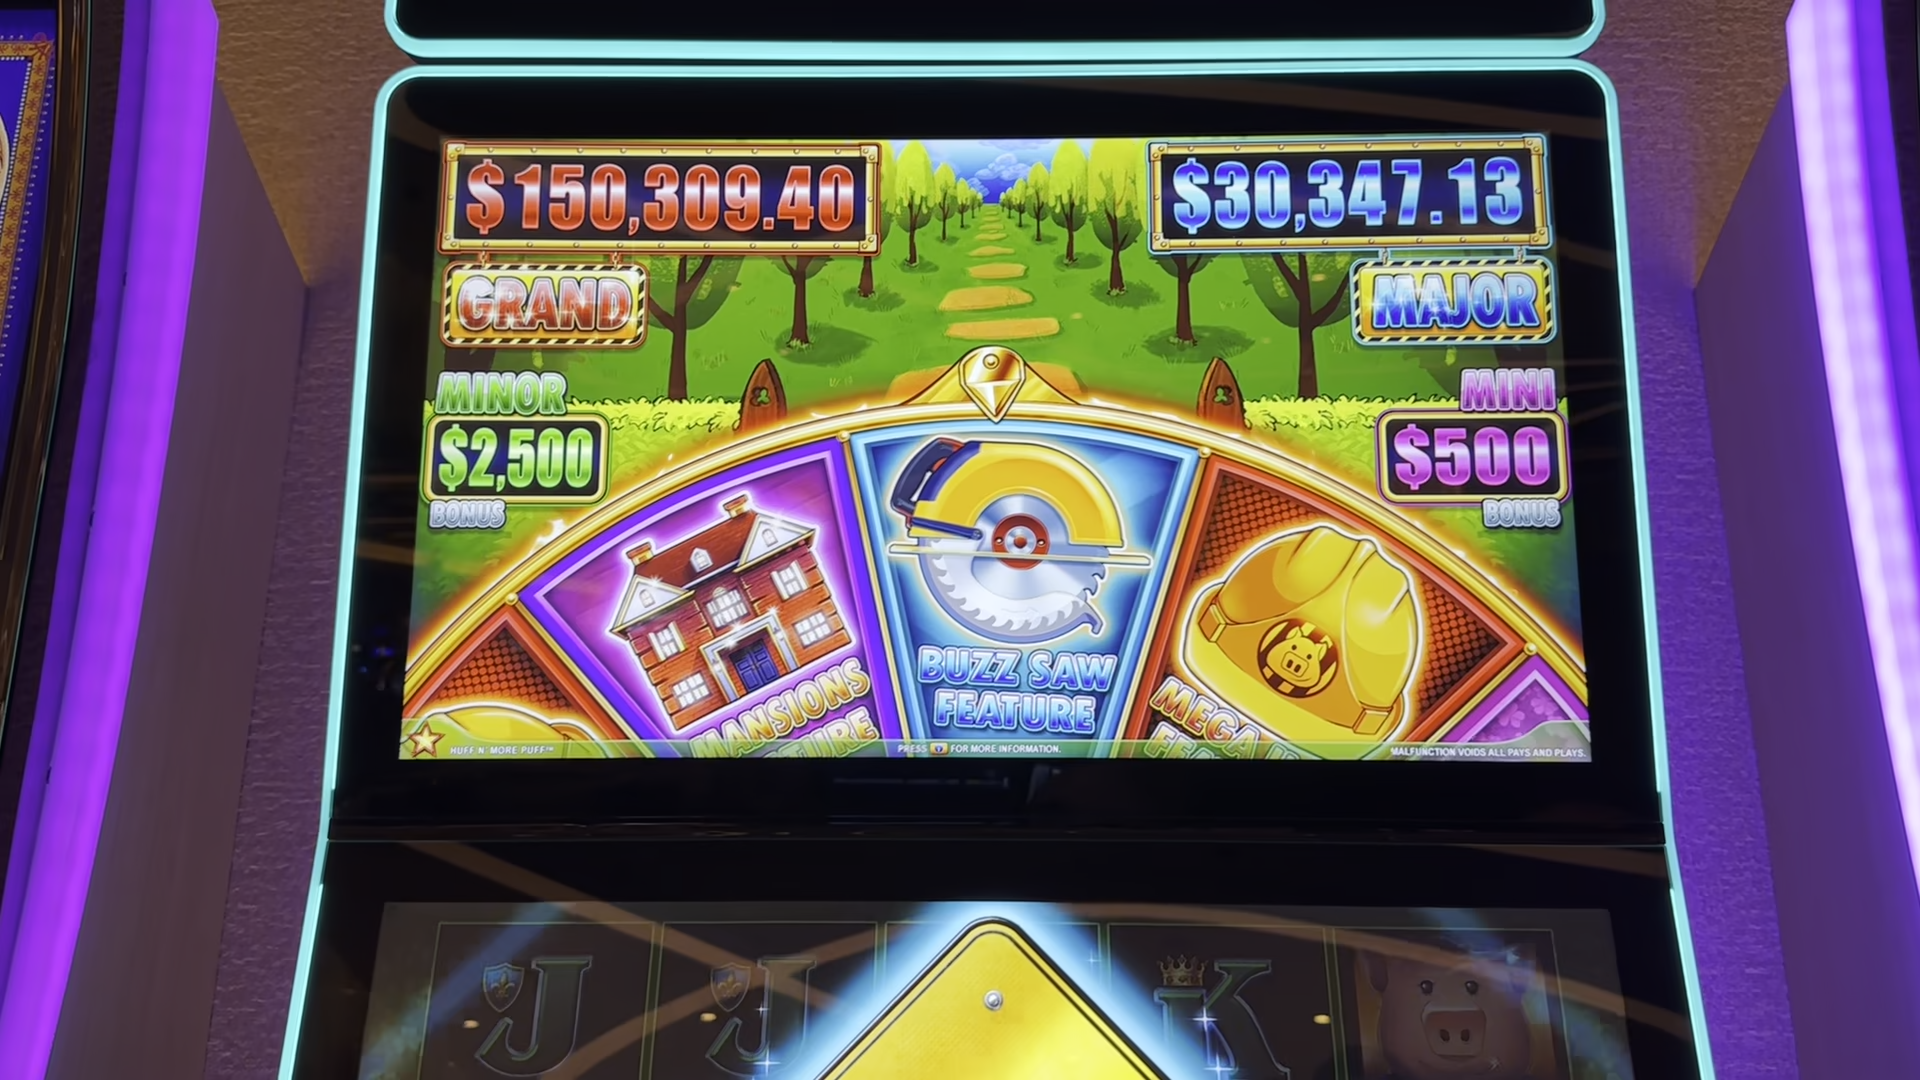 $150,309.40
$30,347.13
GRAND
MAJOR
MINOR
$2,500
BONUS
MINI
$500
BONUS
MANSIONS
BUZZ SAW
FEATURE
MEGA
HUFF N' MORE PUFF™
PRESS FOR MORE INFORMATION.
MALFUNCTION VOIDS ALL PAYS AND PLAYS.
J
J
K